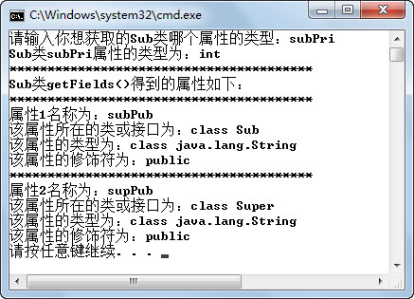 C:\Windows\system32\cmd.exe
请输入你想获取的Sub类哪个属性的类型：subPri
Sub类subPri属性的类型为：int
****************************************
Sub类getFields()得到的属性如下：
****************************************
属性1名称为：subPub
该属性所在的类或接口为：class Sub
该属性的类型为：class java.lang.String
该属性的修饰符为：public
****************************************
属性2名称为：supPub
该属性所在的类或接口为：class Super
该属性的类型为：class java.lang.String
该属性的修饰符为：public
请按任意键继续. . .